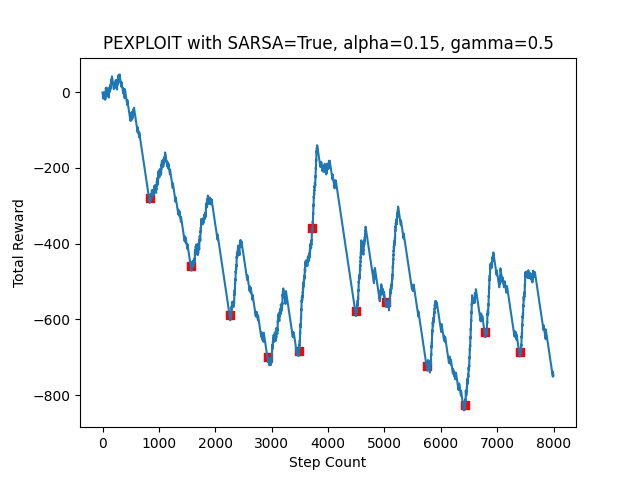 PEXPLOIT with SARSA=True, alpha=0.15, gamma=0.5
Total Reward
0
−200
−400
−600
−800
0 1000 2000 3000 4000 5000 6000 7000 8000
Step Count